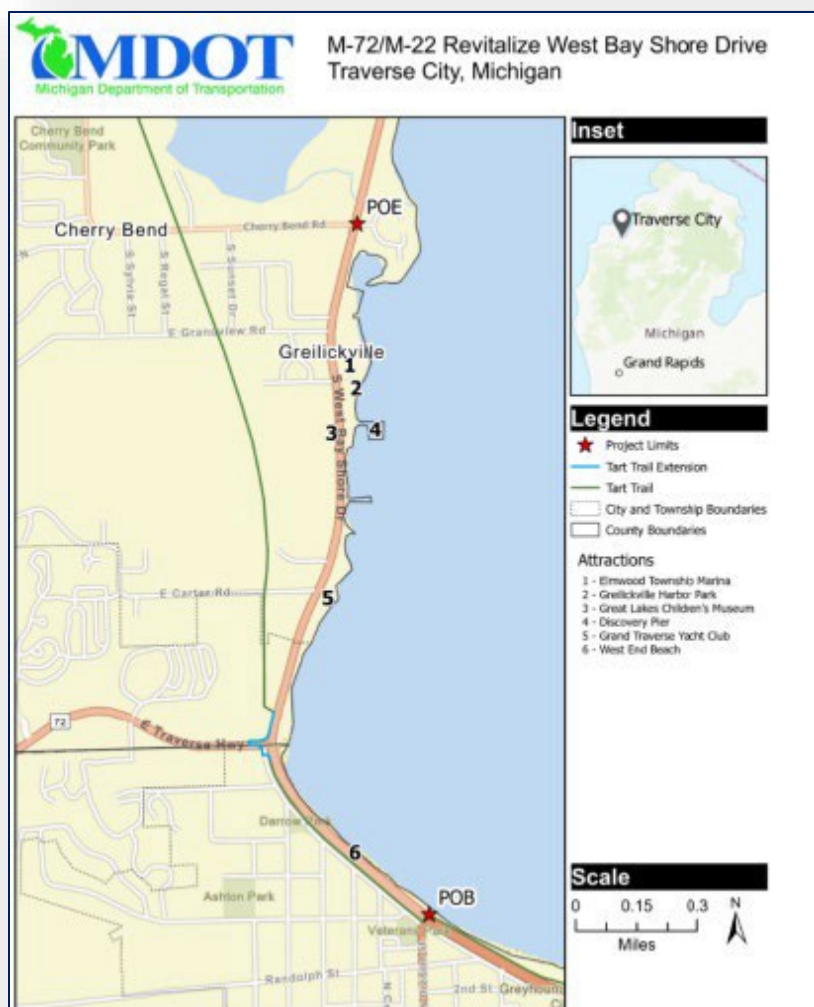 MDOT
Michigan Department of Transportation
M-72/M-22 Revitalize West Bay Shore Drive
Traverse City, Michigan
Cherry Bend
Community Park
POE
Cherry Bend
Cherry Bend Rd
N
S Sylvia St
S Regal St
S Sunset Dr
E Grandview Rd
Greilickville
1
2
3
4
S West Bay Shore Dr
E Carter Rd
5
72
E Traverse Hwy
Darrow Park
6
Ashton Park
POB
Veterans Park
Randolph St
2nd St
Greyhound
Inset
Traverse City
Michigan
Grand Rapids
Legend
Project Limits
Tart Trail Extension
Tart Trail
City and Township Boundaries
County Boundaries
Attractions
1 - Elmwood Township Marina
2 - Greilickville Harbor Park
3 - Great Lakes Children's Museum
4 - Discovery Pier
5 - Grand Traverse Yacht Club
6 - West End Beach
Scale
0 0.15 0.3
Miles
N